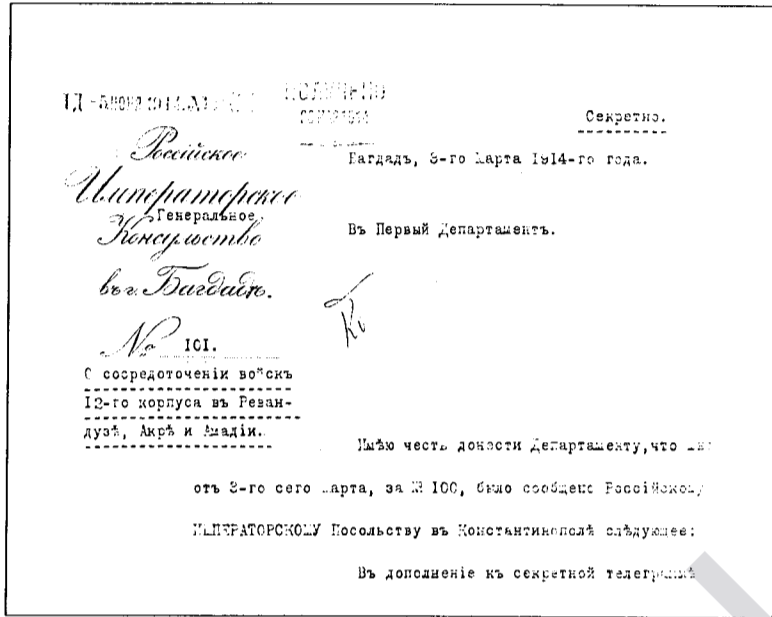 Секретно.
Россійское
Императорское
Генеральное
Консульство
въ г. Багдадѣ.
№ 101.
О сосредоточеніи войскъ
12-го корпуса въ Реван-
дузѣ, Акрѣ и Амадіи.
Багдадъ, 3-го Марта 1914-го года.
Въ Первый Департаментъ.
Имѣю честь донести Департаменту, что
отъ 3-го сего Марта, за № 100, было сообщено Россійскому
ИМПЕРАТОРСКОМУ Посольству въ Константинополѣ слѣдующее:
Въ дополненіе къ секретной телеграммѣ